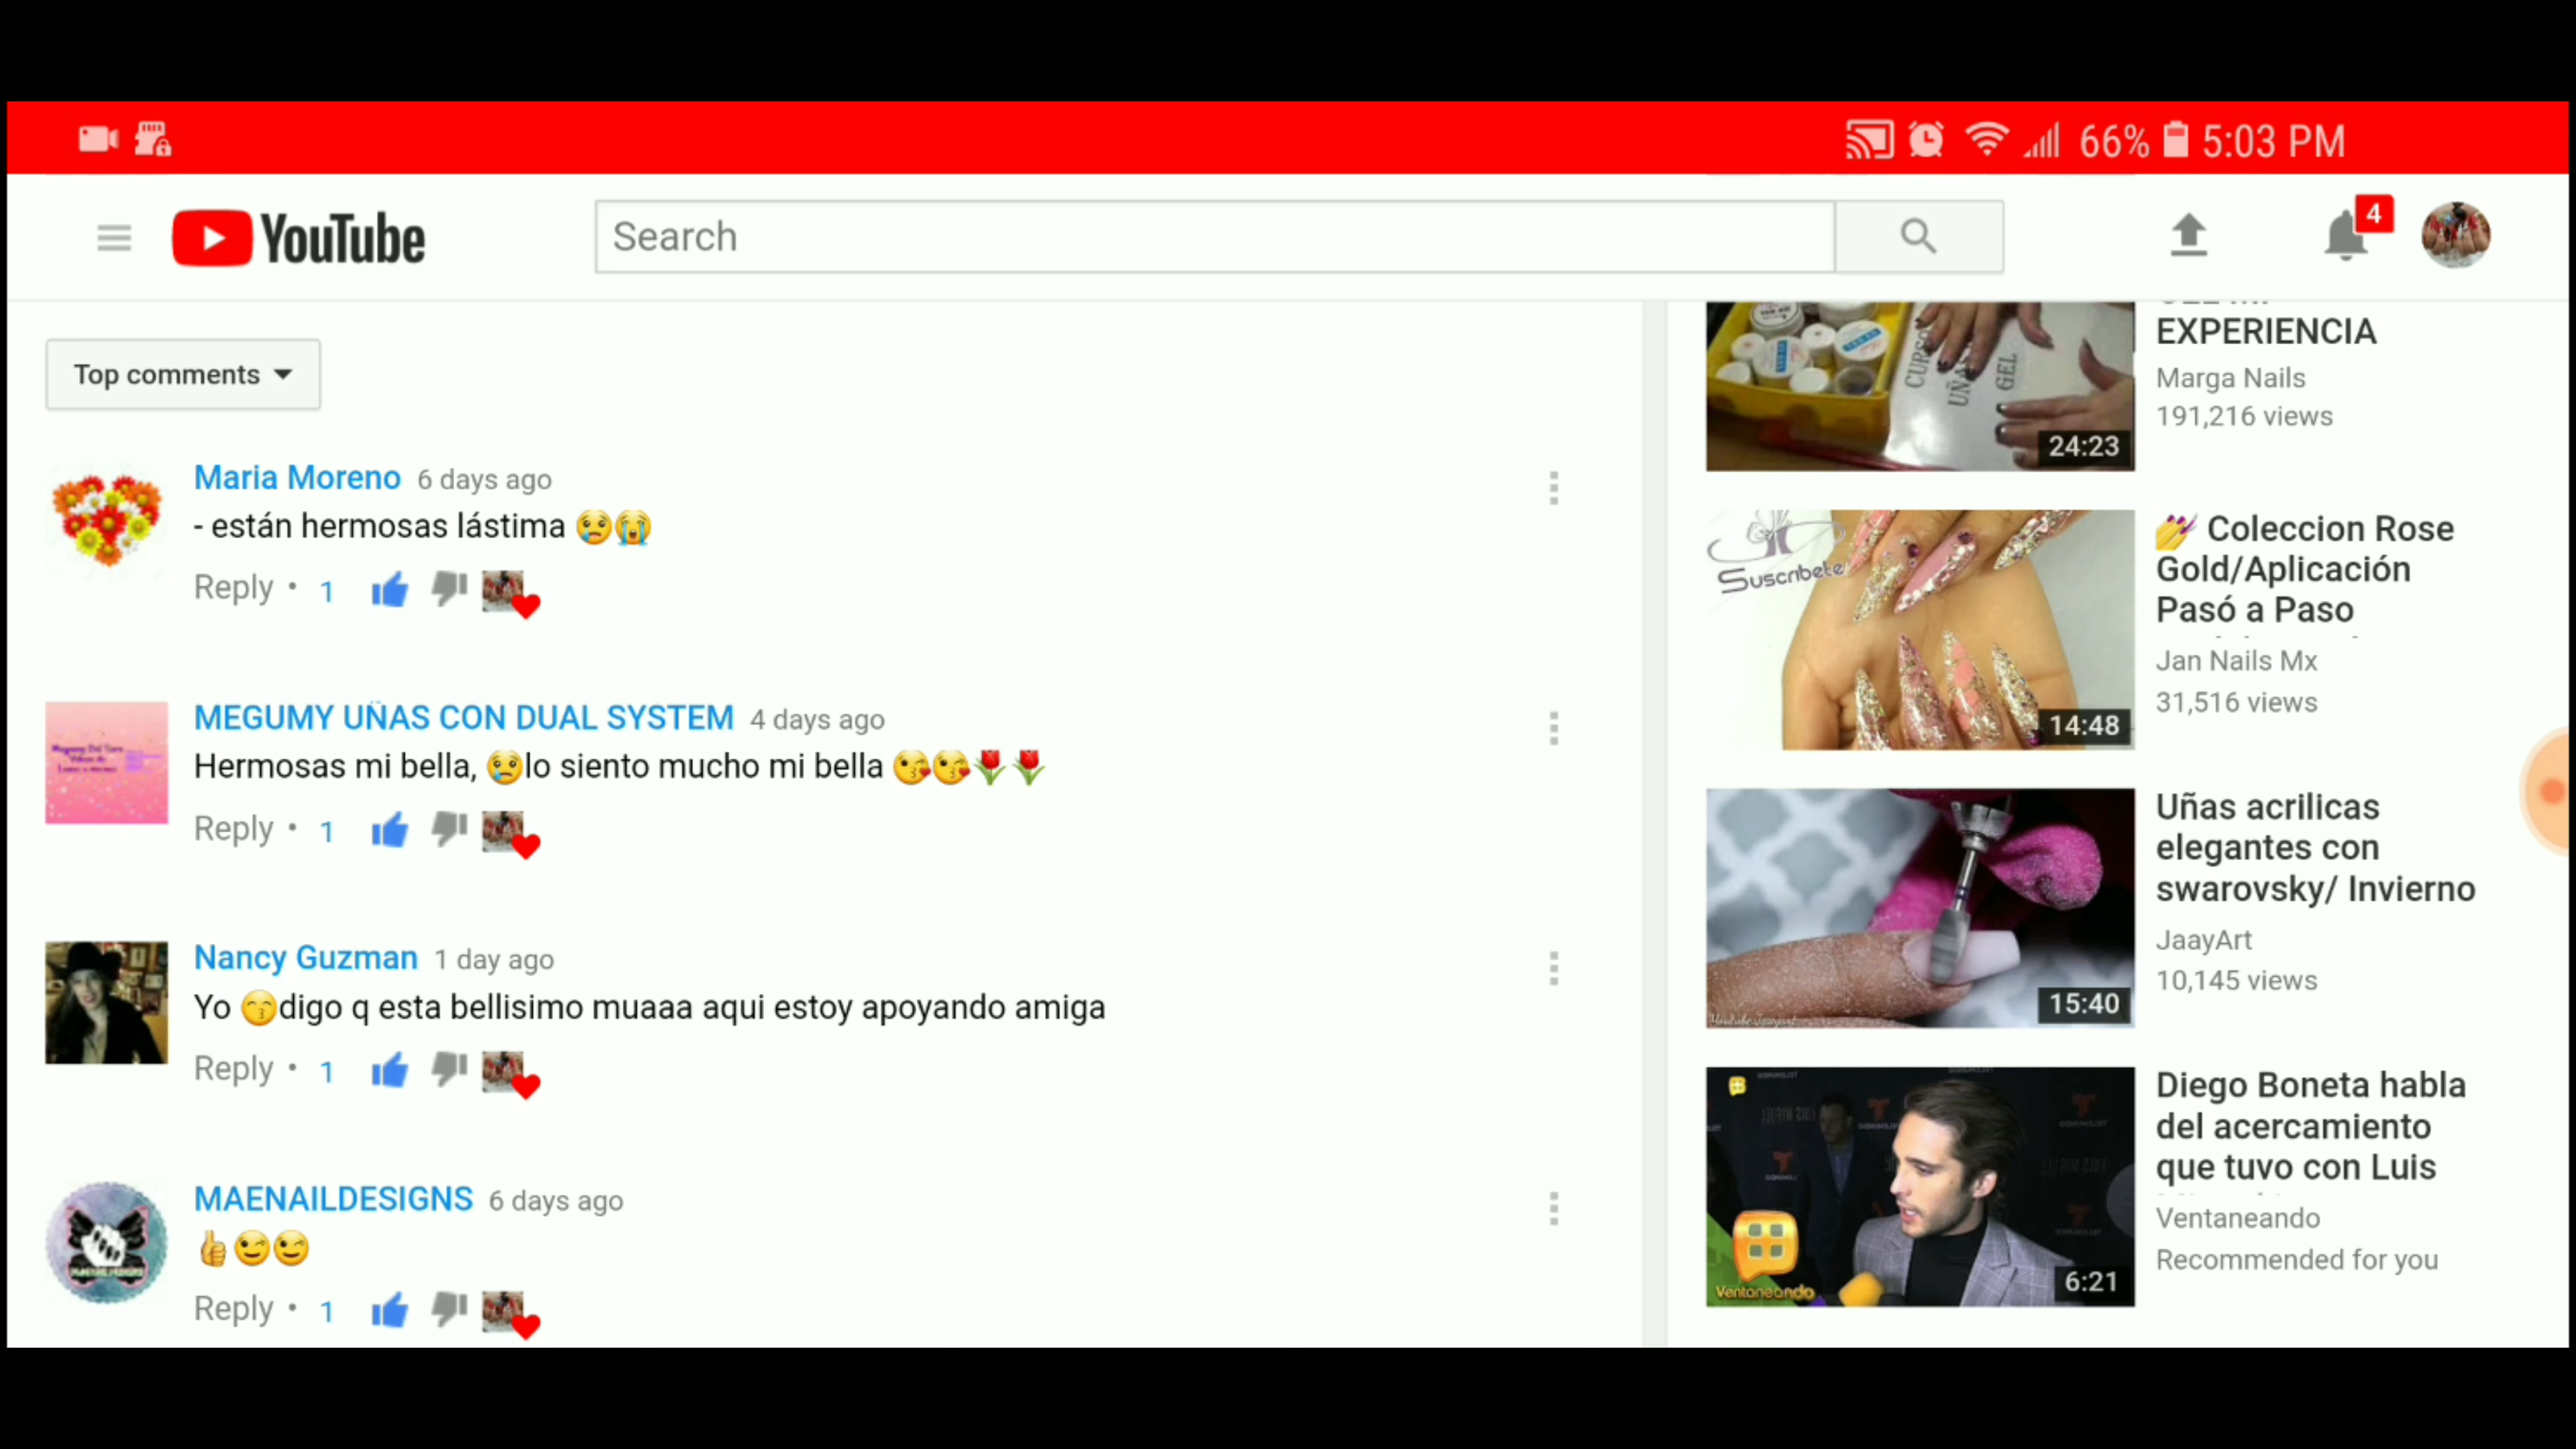 66% 5:03 PM
YouTube
Search
4
Top comments
Maria Moreno 6 days ago
- están hermosas lástima 😢😭
Reply • 1
MEGUMY UÑAS CON DUAL SYSTEM 4 days ago
Hermosas mi bella, 😢lo siento mucho mi bella 😘😘🌷🌷
Reply • 1
Nancy Guzman 1 day ago
Yo 😙digo q esta bellisimo muaaa aqui estoy apoyando amiga
Reply • 1
MAENAILDESIGNS 6 days ago
👍😉😉
Reply • 1
CURSO
UÑAS
GEL
24:23
EXPERIENCIA
Marga Nails
191,216 views
Suscribete
14:48
💅 Coleccion Rose
Gold/Aplicación
Pasó a Paso
Jan Nails Mx
31,516 views
15:40
Uñas acrilicas
elegantes con
swarovsky/ Invierno
JaayArt
10,145 views
Ventaneando
6:21
Diego Boneta habla
del acercamiento
que tuvo con Luis
Ventaneando
Recommended for you